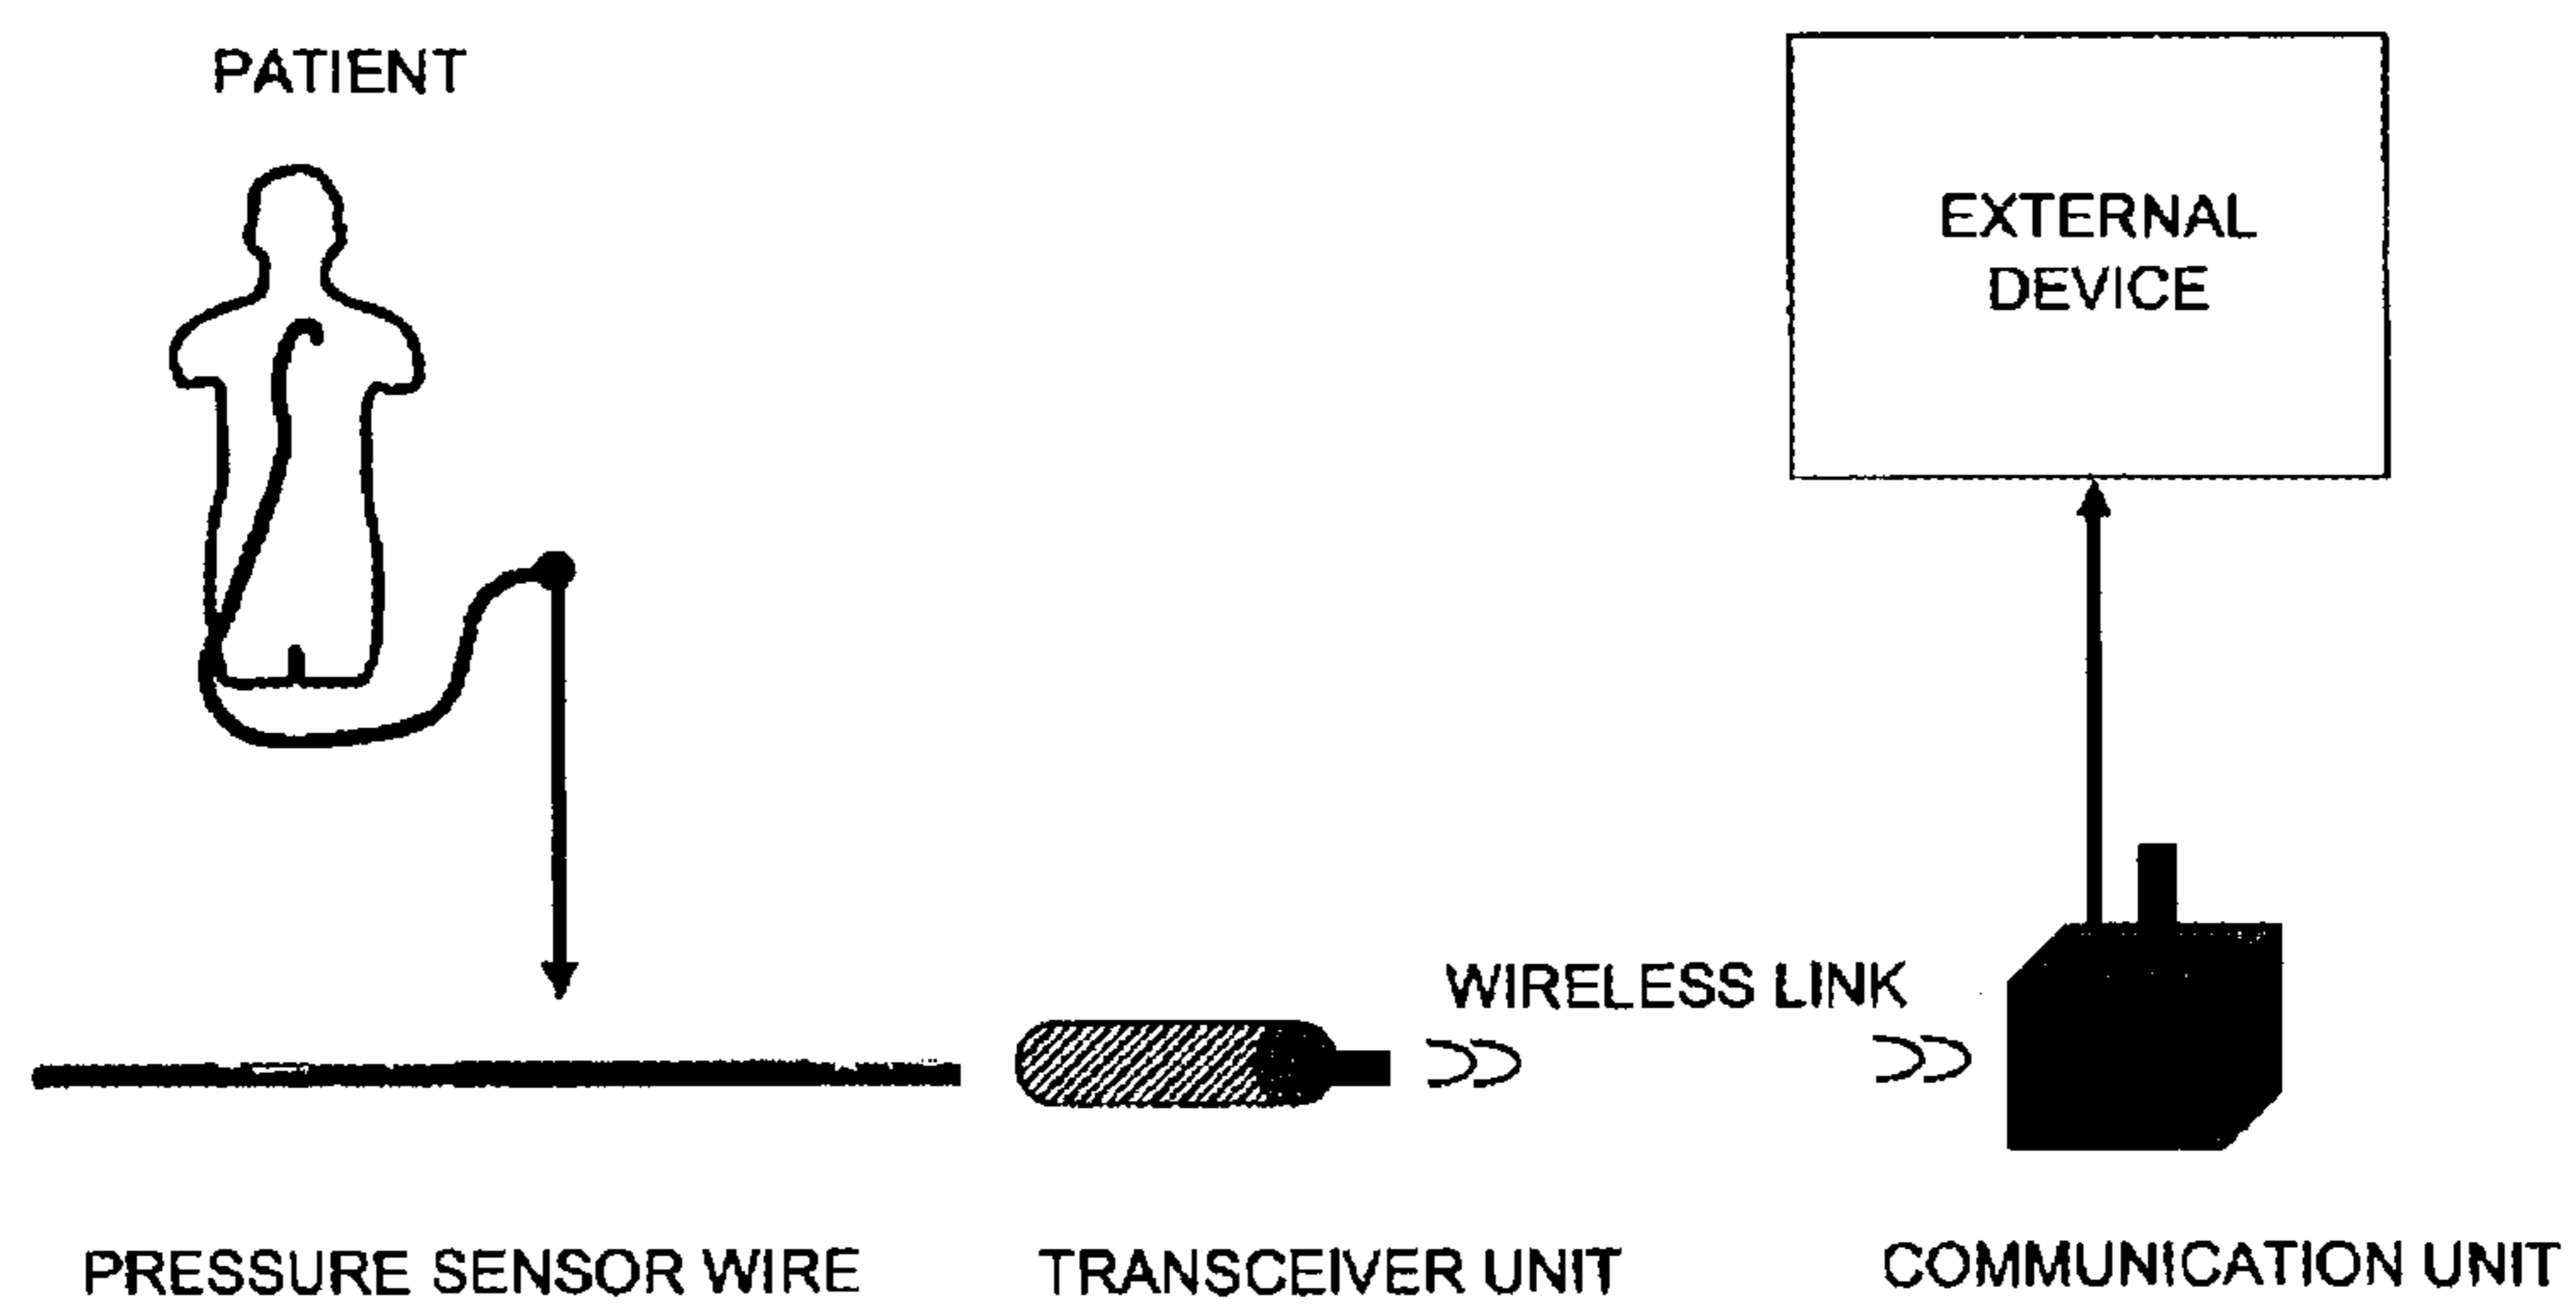 PATIENT
EXTERNAL
DEVICE
WIRELESS LINK
PRESSURE SENSOR WIRE
TRANSCEIVER UNIT
COMMUNICATION UNIT